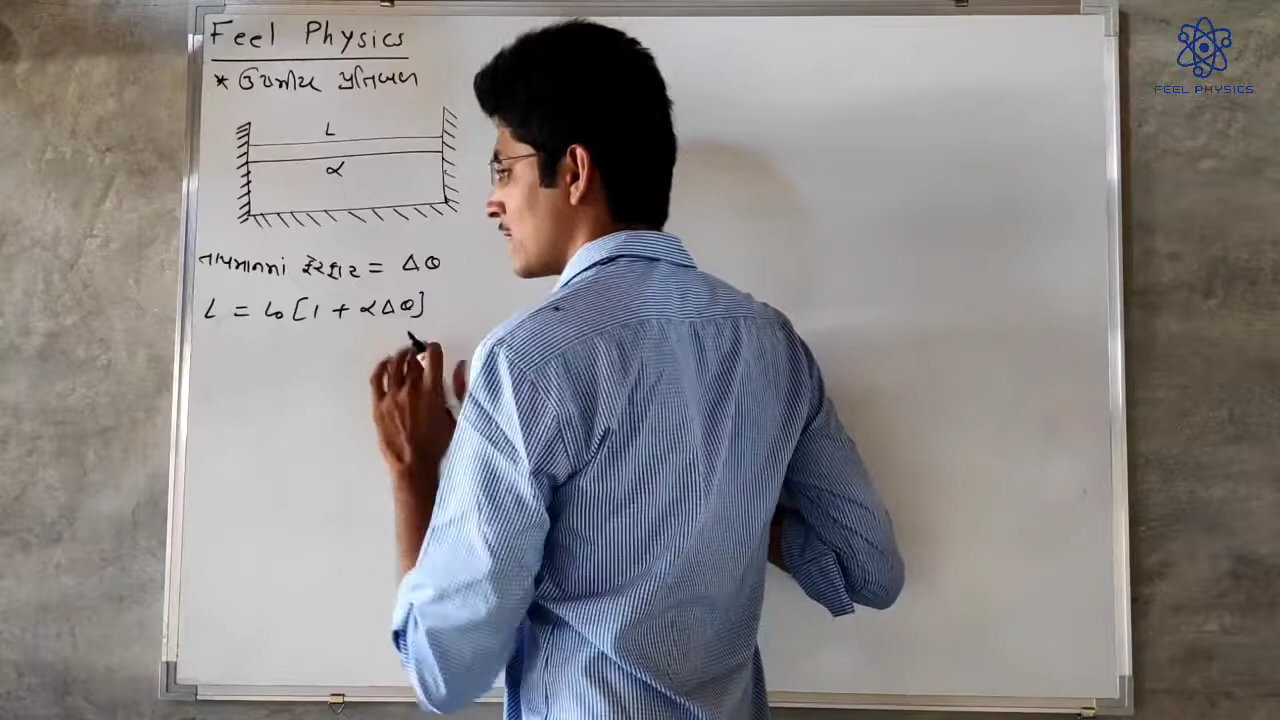 Feel Physics
* ઉષ્મીય પ્રતિબળ
L
α
તાપમાનમાં ફેરફાર = Δθ
L = L₀ [1 + αΔθ]
FEEL PHYSICS